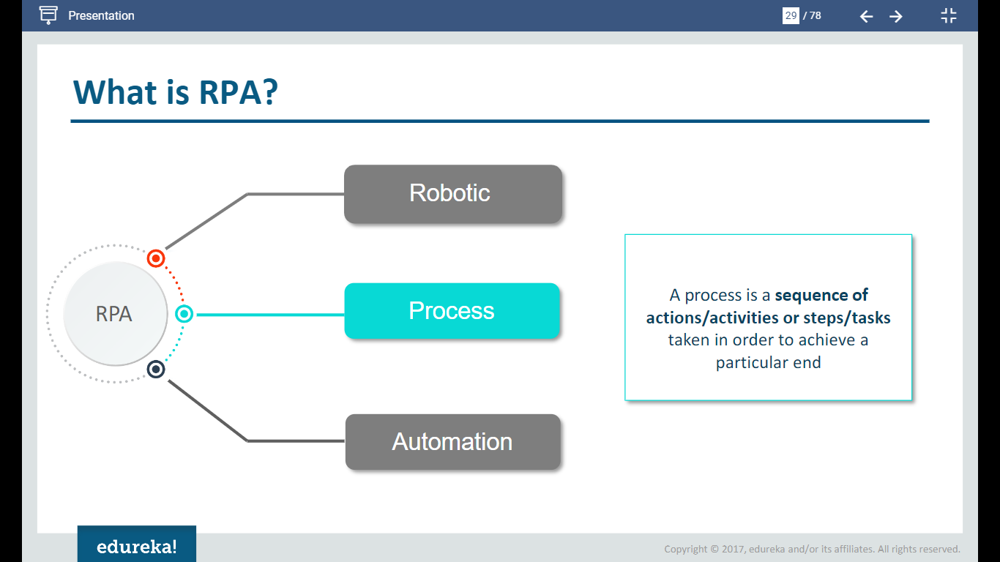 Presentation
29 / 78
What is RPA?
Robotic
RPA
Process
Automation
A process is a sequence of
actions/activities or steps/tasks
taken in order to achieve a
particular end
edureka!
Copyright © 2017, edureka and/or its affiliates. All rights reserved.